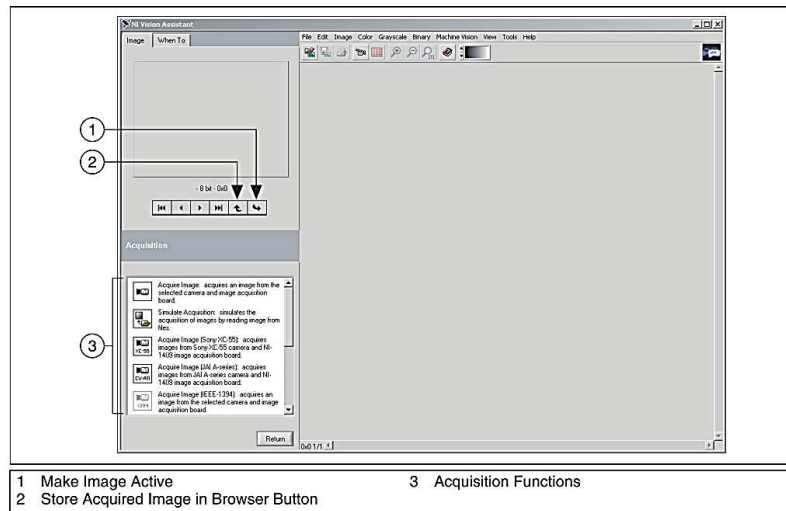 NI Vision Assistant
Image When To
File Edit Image Color Grayscale Binary Machine Vision View Tools Help
1
2
- 8 bit - 0x0
Acquisition
3
Acquire Image: acquires an image from the
selected camera and image acquisition
board.
Simulate Acquisition: simulates the
acquisition of images by reading image from
files.
XC-55
Acquire Image (Sony XC-55): acquires
images from Sony XC-55 camera and NI-
1409 image acquisition board.
CV-A11
Acquire Image (JAI A-series): acquires
images from JAI A-series camera and NI-
1409 image acquisition board.
1394
Acquire Image (IEEE-1394): acquires an
image from the selected camera and image
acquisition board.
Return
0x0 1/1
1 Make Image Active
2 Store Acquired Image in Browser Button
3 Acquisition Functions